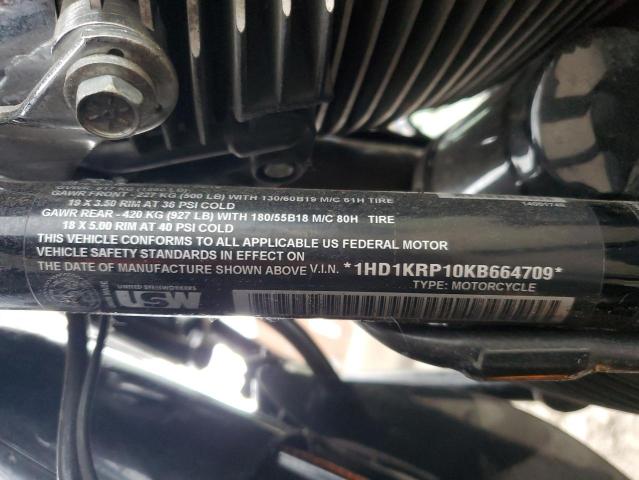 GAWR FRONT - 227 KG (500 LB) WITH 130/60B19 M/C 61H TIRE
19 X 3.50 RIM AT 36 PSI COLD
GAWR REAR - 420 KG (927 LB) WITH 180/55B18 M/C 80H TIRE
18 X 5.00 RIM AT 40 PSI COLD
THIS VEHICLE CONFORMS TO ALL APPLICABLE US FEDERAL MOTOR
VEHICLE SAFETY STANDARDS IN EFFECT ON
THE DATE OF MANUFACTURE SHOWN ABOVE V.I.N. *1HD1KRP10KB664709*
TYPE: MOTORCYCLE
UNITED STEELWORKERS
USW